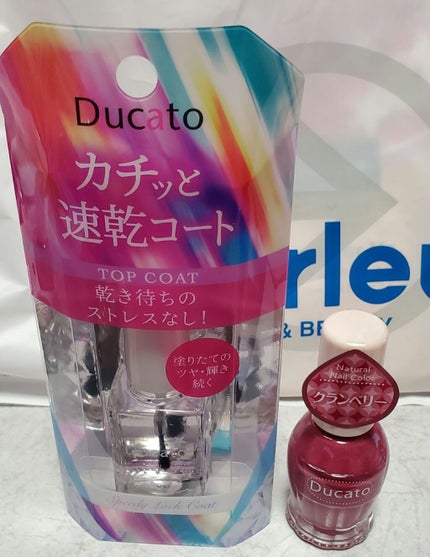 Ducato
カチッと
速乾コート
TOP COAT
乾き待ちの
ストレスなし!
塗りたての
ツヤ・輝き
続く
Ducato
Speedy Lock Coat
Natural
Nail Color
クランベリー
Ducato